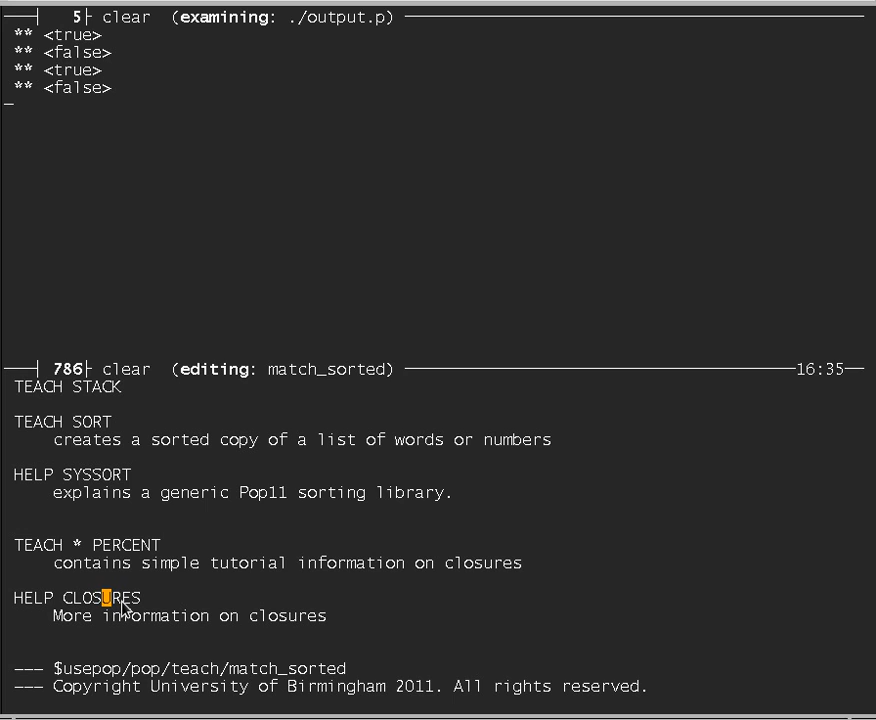 5 clear (examining: ./output.p)
** <true>
** <false>
** <true>
** <false>
786 clear (editing: match_sorted) 16:35
TEACH STACK
TEACH SORT
creates a sorted copy of a list of words or numbers
HELP SYSSORT
explains a generic Pop11 sorting library.
TEACH * PERCENT
contains simple tutorial information on closures
HELP CLOSURES
More information on closures
--- $usepop/pop/teach/match_sorted
--- Copyright University of Birmingham 2011. All rights reserved.